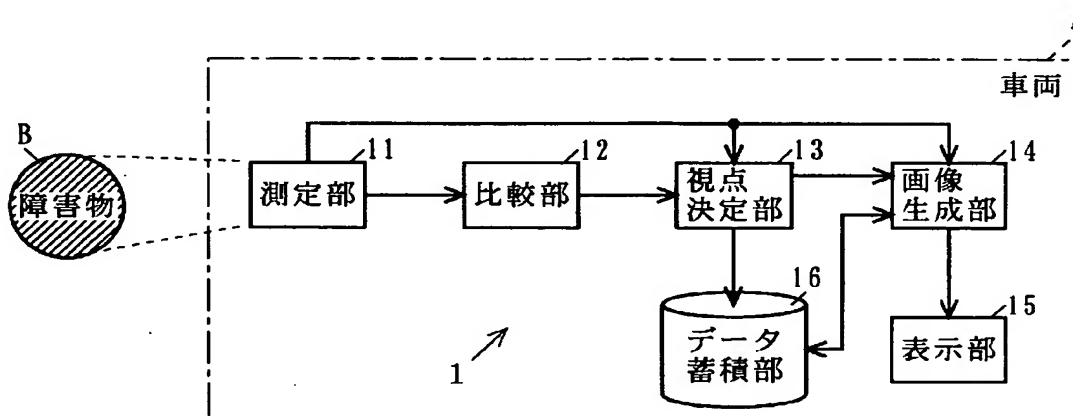 車両
B
障害物
11
測定部
12
比較部
13
視点
決定部
14
画像
生成部
16
データ
蓄積部
15
表示部
1